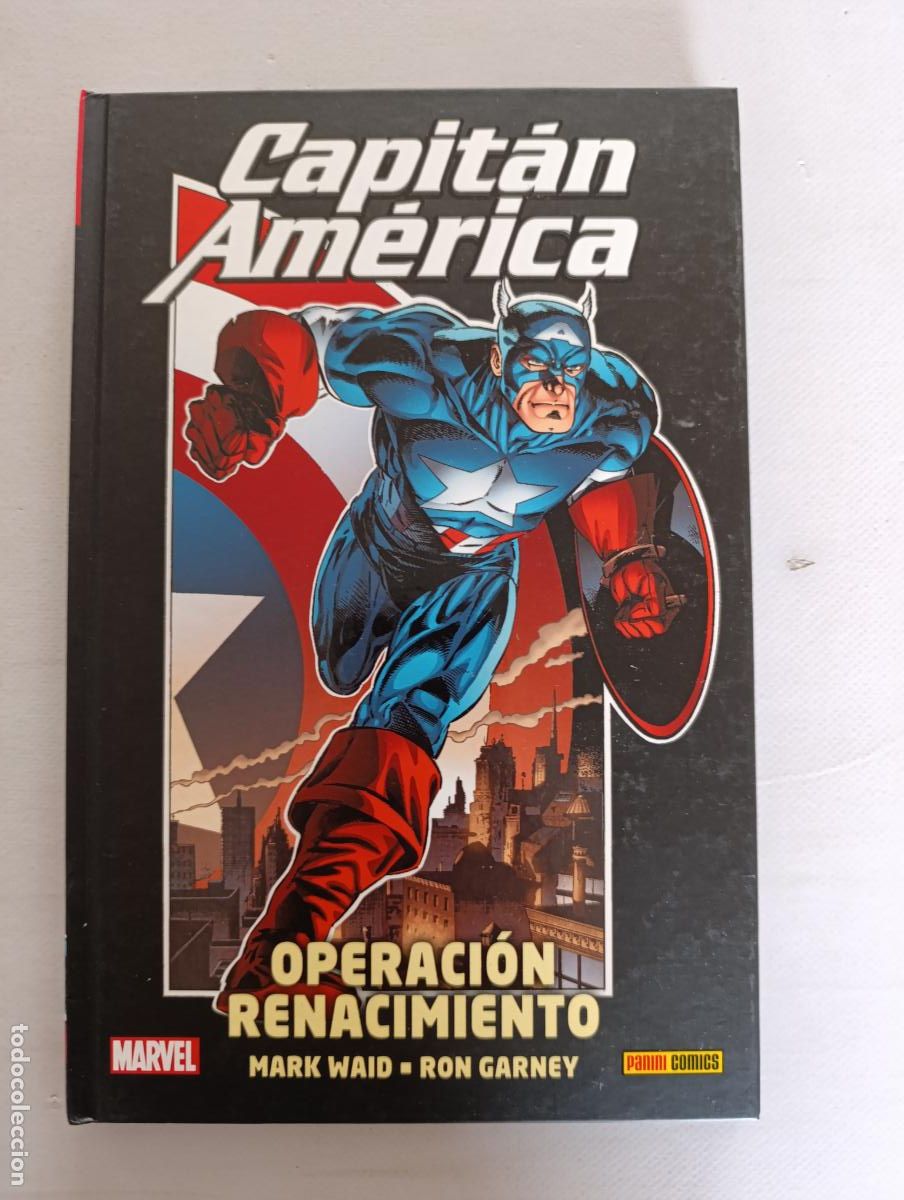 Capitán
América
OPERACIÓN
RENACIMIENTO
MARK WAID ▪ RON GARNEY
MARVEL
PANINI COMICS
todocoleccion